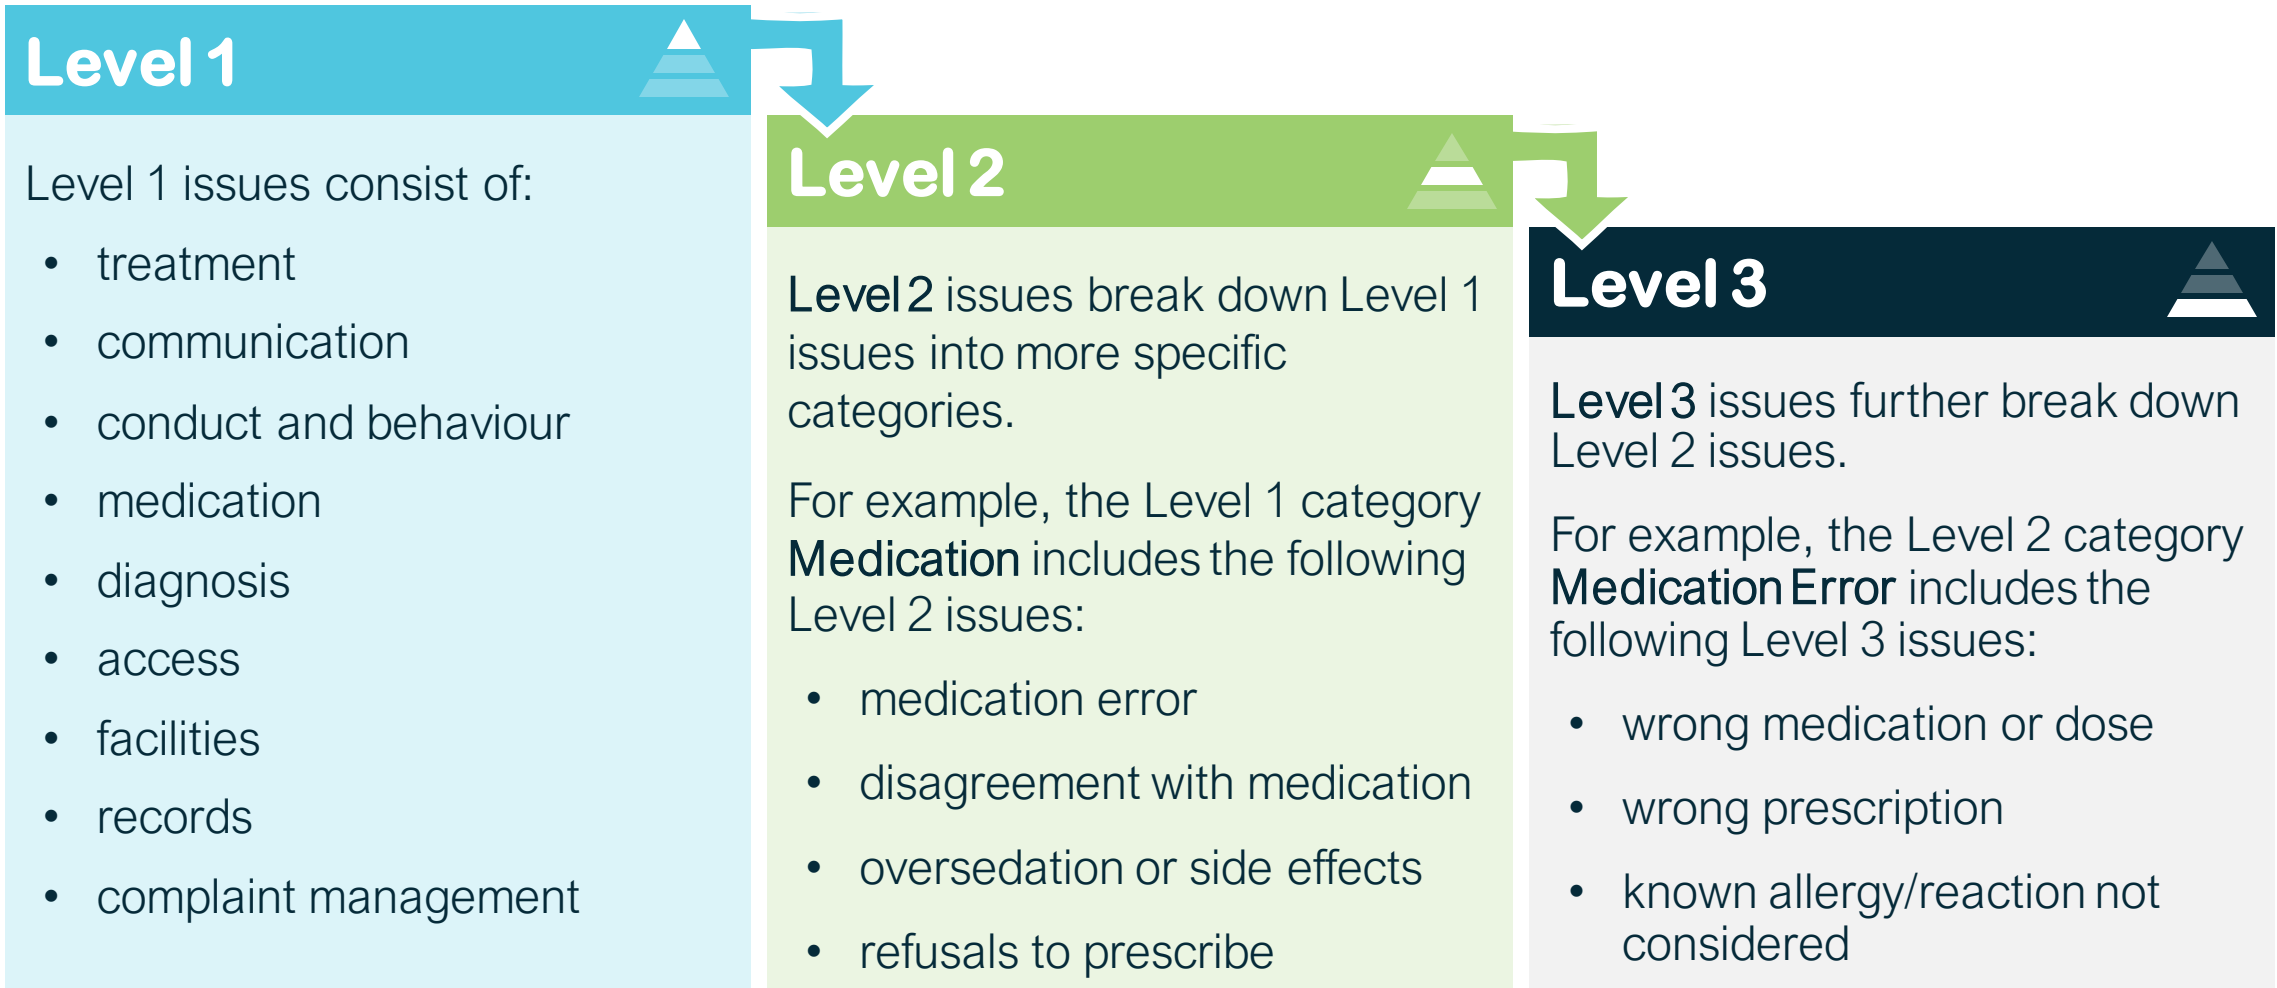 Level 1
Level 1 issues consist of:
• treatment
• communication
• conduct and behaviour
• medication
• diagnosis
• access
• facilities
• records
• complaint management
Level 2
Level 2 issues break down Level 1
issues into more specific
categories.
For example, the Level 1 category
Medication includes the following
Level 2 issues:
• medication error
• disagreement with medication
• oversedation or side effects
• refusals to prescribe
Level 3
Level 3 issues further break down
Level 2 issues.
For example, the Level 2 category
Medication Error includes the
following Level 3 issues:
• wrong medication or dose
• wrong prescription
• known allergy/reaction not
considered